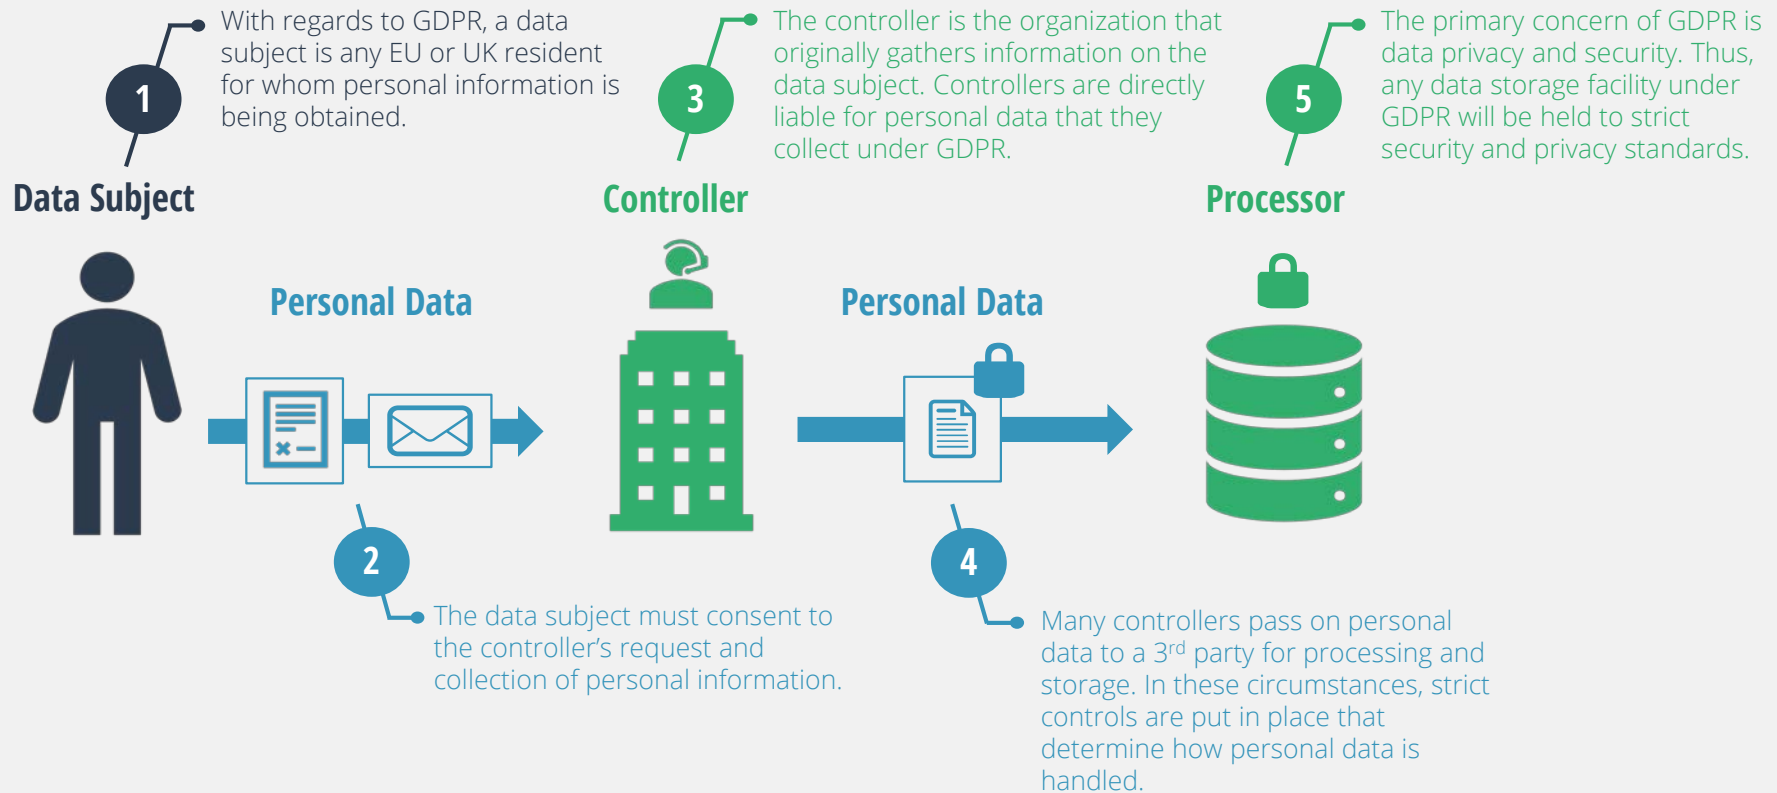 1
With regards to GDPR, a data
subject is any EU or UK resident
for whom personal information is
being obtained.
Data Subject
Personal Data
2
The data subject must consent to
the controller’s request and
collection of personal information.
3
The controller is the organization that
originally gathers information on the
data subject. Controllers are directly
liable for personal data that they
collect under GDPR.
Controller
Personal Data
4
Many controllers pass on personal
data to a 3rd party for processing and
storage. In these circumstances, strict
controls are put in place that
determine how personal data is
handled.
5
The primary concern of GDPR is
data privacy and security. Thus,
any data storage facility under
GDPR will be held to strict
security and privacy standards.
Processor